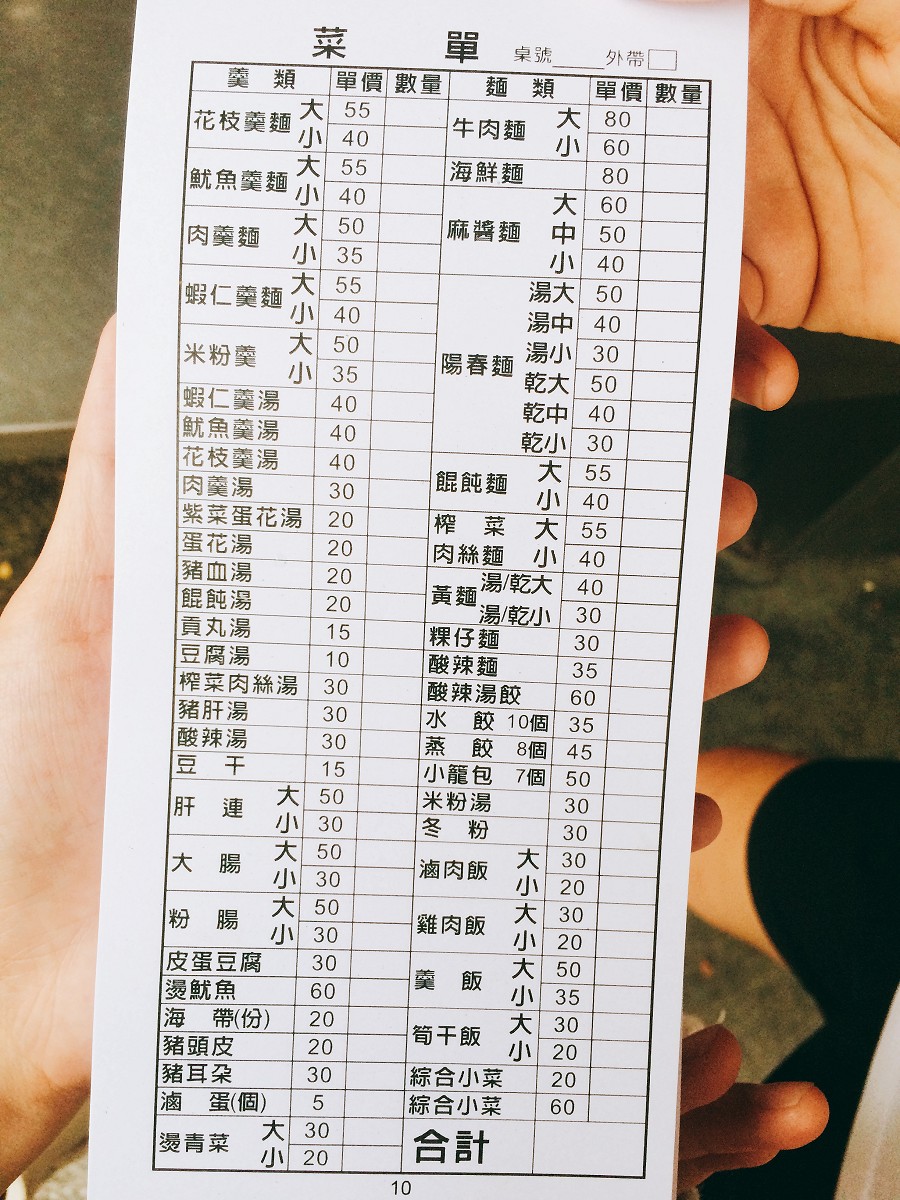 菜 單 桌號____ 外帶□
羹類 單價 數量 麵類 單價 數量
花枝羹麵 大 55 牛肉麵 大 80
小 40 小 60
魷魚羹麵 大 55 海鮮麵 80
小 40 麻醬麵 大 60
肉羹麵 大 50 中 50
小 35 小 40
蝦仁羹麵 大 55 陽春麵 湯大 50
小 40 湯中 40
米粉羹 大 50 湯小 30
小 35 乾大 50
蝦仁羹湯 40 乾中 40
魷魚羹湯 40 乾小 30
花枝羹湯 40 餛飩麵 大 55
肉羹湯 30 小 40
紫菜蛋花湯 20 榨菜 大 55
蛋花湯 20 肉絲麵 小 40
豬血湯 20 黃麵 湯/乾大 40
餛飩湯 20 湯/乾小 30
貢丸湯 15 粿仔麵 30
豆腐湯 10 酸辣麵 35
榨菜肉絲湯 30 酸辣湯餃 60
豬肝湯 30 水餃 10個 35
酸辣湯 30 蒸餃 8個 45
豆干 15 小籠包 7個 50
肝連 大 50 米粉湯 30
小 30 冬粉 30
大腸 大 50 滷肉飯 大 30
小 30 小 20
粉腸 大 50 雞肉飯 大 30
小 30 小 20
皮蛋豆腐 30 羹飯 大 50
燙魷魚 60 小 35
海帶(份) 20 筍干飯 大 30
豬頭皮 20 小 20
豬耳朵 30 綜合小菜 20
滷蛋(個) 5 綜合小菜 60
燙青菜 大 30 合計
小 20
10